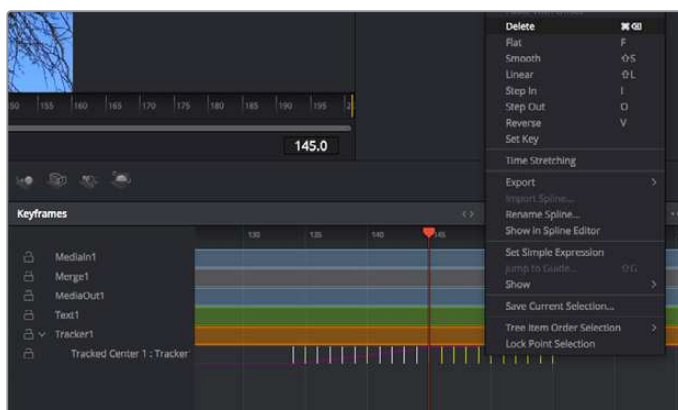 Delete ⌘⌫
Flat F
Smooth ⇧S
Linear ⇧L
Step In I
Step Out O
Reverse V
Set Key
Time Stretching
Export >
Import Spline...
Rename Spline...
Show in Spline Editor
Set Simple Expression
Jump to Guide... ⇧G
Show >
Save Current Selection...
Tree Item Order Selection >
Lock Point Selection
155 160 165 170 175 180 185 190 195
145.0
Keyframes <>
130 135 140 145
MediaIn1
Merge1
MediaOut1
Text1
Tracker1
Tracked Center 1 : Tracker